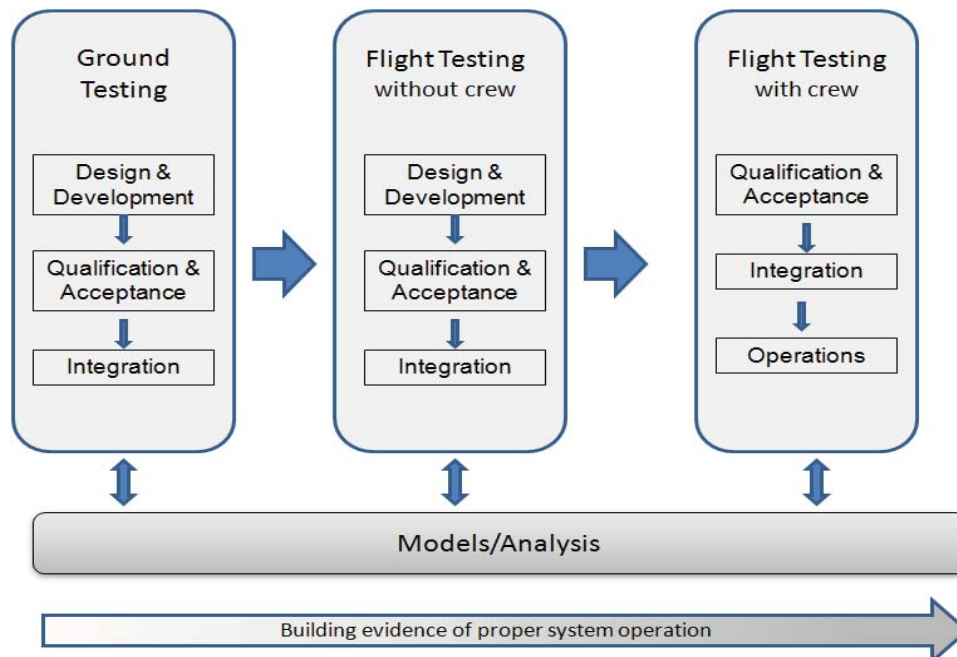 Ground
Testing
Design &
Development
Qualification &
Acceptance
Integration
Flight Testing
without crew
Design &
Development
Qualification &
Acceptance
Integration
Flight Testing
with crew
Qualification &
Acceptance
Integration
Operations
Models/Analysis
Building evidence of proper system operation